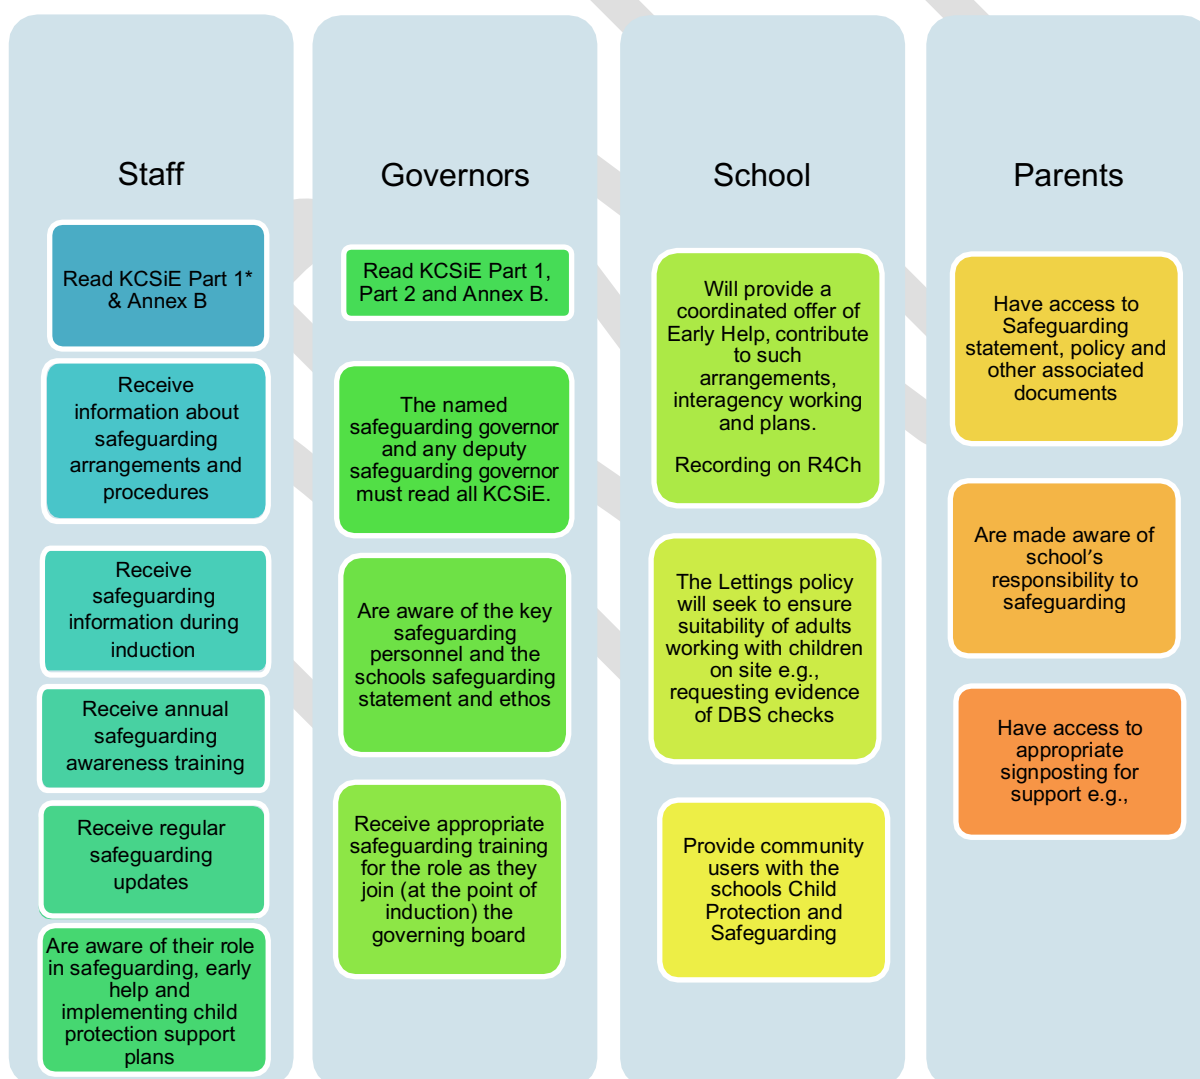 Staff
Read KCSiE Part 1*
& Annex B
Receive
information about
safeguarding
arrangements and
procedures
Receive
safeguarding
information during
induction
Receive annual
safeguarding
awareness training
Receive regular
safeguarding
updates
Are aware of their role
in safeguarding, early
help and
implementing child
protection support
plans
Governors
Read KCSiE Part 1,
Part 2 and Annex B.
The named
safeguarding governor
and any deputy
safeguarding governor
must read all KCSiE.
Are aware of the key
safeguarding
personnel and the
schools safeguarding
statement and ethos
Receive appropriate
safeguarding training
for the role as they
join (at the point of
induction) the
governing board
School
Will provide a
coordinated offer of
Early Help, contribute
to such
arrangements,
interagency working
and plans.
Recording on R4Ch
The Lettings policy
will seek to ensure
suitability of adults
working with children
on site e.g.,
requesting evidence
of DBS checks
Provide community
users with the
schools Child
Protection and
Safeguarding
Parents
Have access to
Safeguarding
statement, policy and
other associated
documents
Are made aware of
school's
responsibility to
safeguarding
Have access to
appropriate
signposting for
support e.g.,